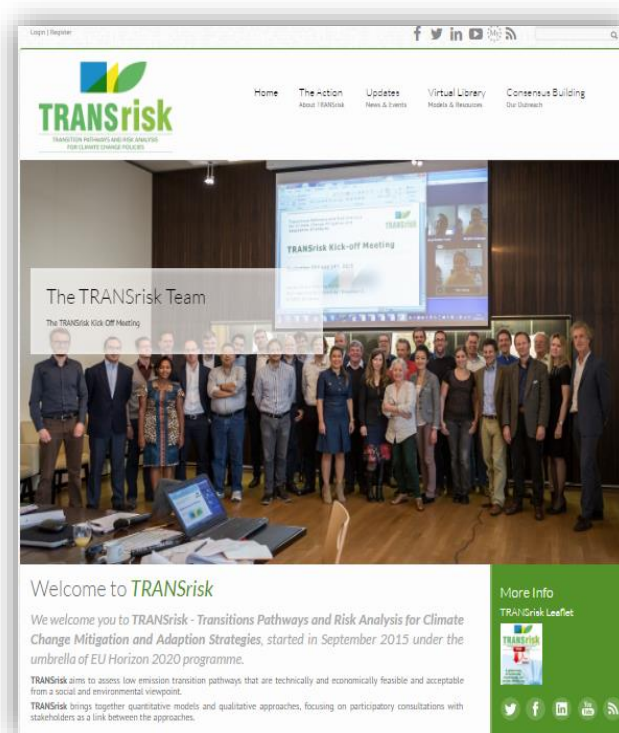 Login | Register
Home
The Action
About TRANSrisk
Updates
News & Events
Virtual Library
Models & Resources
Consensus Building
Our Outreach
TRANSrisk
TRANSITION PATHWAYS AND RISK ANALYSIS
FOR CLIMATE CHANGE POLICIES
TRANSrisk
TRANSrisk Kick-off Meeting
The TRANSrisk Team
The TRANSrisk Kick Off Meeting
Welcome to TRANSrisk
We welcome you to TRANSrisk - Transitions Pathways and Risk Analysis for Climate
Change Mitigation and Adaption Strategies, started in September 2015 under the
umbrella of EU Horizon 2020 programme.
TRANSrisk aims to assess low emission transition pathways that are technically and economically feasible and acceptable
from a social and environmental viewpoint.
TRANSrisk brings together quantitative models and qualitative approaches, focusing on participatory consultations with
stakeholders as a link between the approaches.
More Info
TRANSrisk Leaflet
TRANSrisk
You
Tube